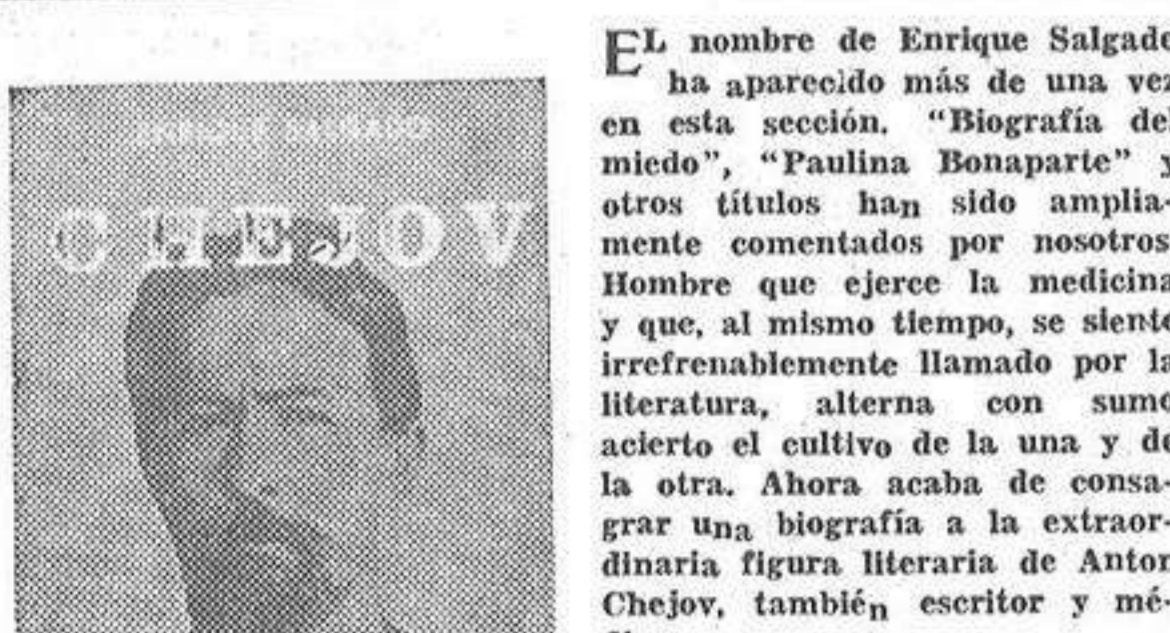 CHEJOV
EL nombre de Enrique Salgado
ha aparecido más de una vez
en esta sección. “Biografía del
miedo”, “Paulina Bonaparte” y
otros títulos han sido amplia-
mente comentados por nosotros.
Hombre que ejerce la medicina
y que, al mismo tiempo, se siente
irrefrenablemente llamado por la
literatura, alterna con sumo
acierto el cultivo de la una y de
la otra. Ahora acaba de consa-
grar una biografía a la extraor-
dinaria figura literaria de Anton
Chejov, también escritor y mé-